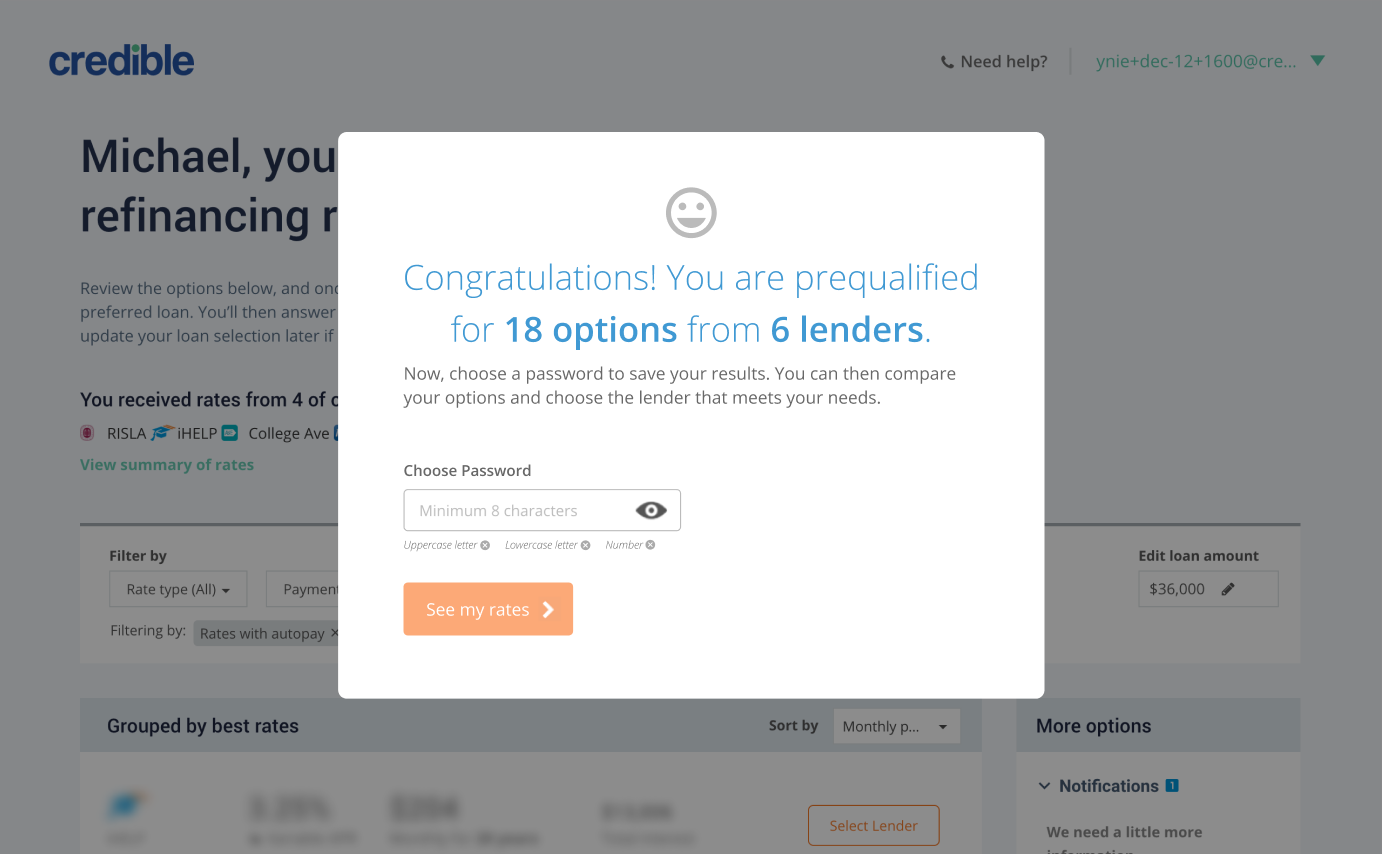 credible
Need help?
ynie+dec-12+1600@cre...
Michael, you
refinancing r
Review the options below, and onc
preferred loan. You'll then answer
update your loan selection later if
You received rates from 4 of o
RISLA iHELP College Ave
View summary of rates
Congratulations! You are prequalified
for 18 options from 6 lenders.
Now, choose a password to save your results. You can then compare
your options and choose the lender that meets your needs.
Choose Password
Minimum 8 characters
Uppercase letter Lowercase letter Number
See my rates
Filter by
Rate type (All) Paymen
Filtering by: Rates with autopay ×
Edit loan amount
$36,000
Grouped by best rates
Sort by Monthly p...
More options
Notifications 1
Select Lender
We need a little more
information